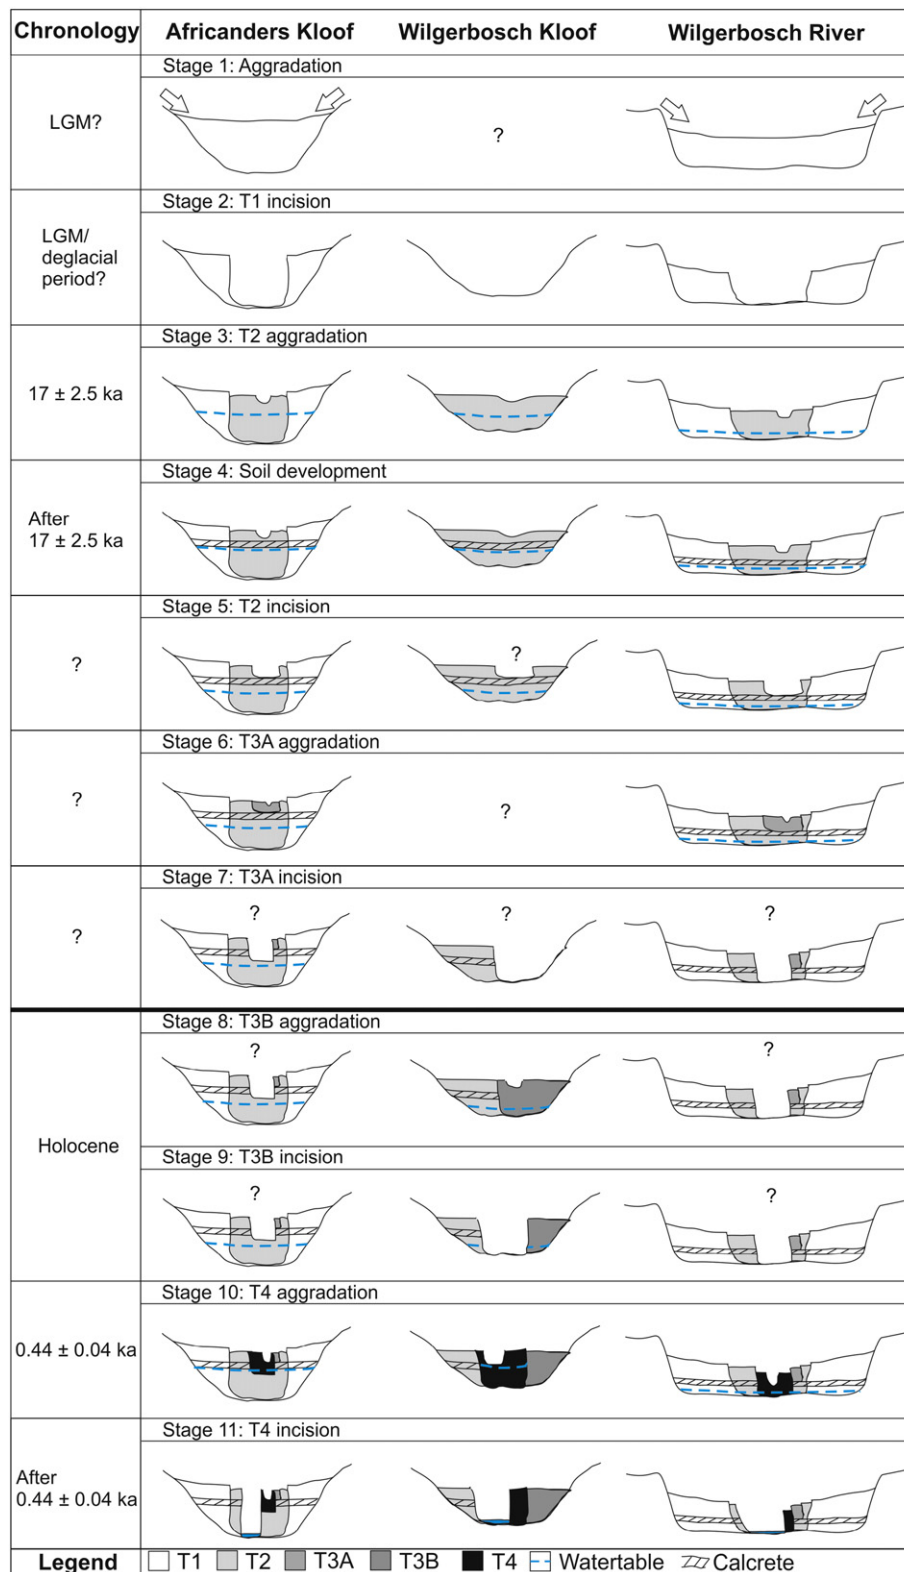 Chronology Africanders Kloof Wilgerbosch Kloof Wilgerbosch River
Stage 1: Aggradation
LGM?
?
Stage 2: T1 incision
LGM/
deglacial
period?
Stage 3: T2 aggradation
17 ± 2.5 ka
Stage 4: Soil development
After
17 ± 2.5 ka
Stage 5: T2 incision
?
?
Stage 6: T3A aggradation
?
?
Stage 7: T3A incision
? ? ?
?
Stage 8: T3B aggradation
? ?
Holocene
Stage 9: T3B incision
? ?
Stage 10: T4 aggradation
0.44 ± 0.04 ka
Stage 11: T4 incision
After
0.44 ± 0.04 ka
Legend T1 T2 T3A T3B T4 Watertable Calcrete